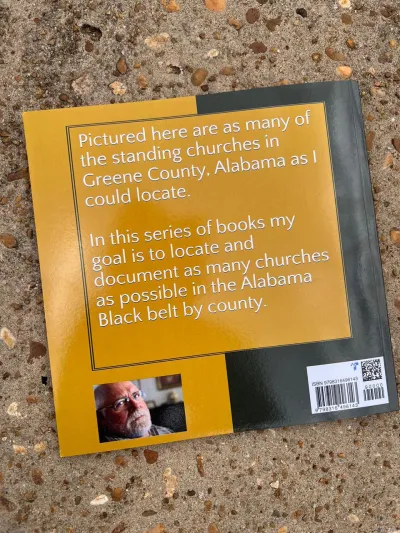 Pictured here are as many of
the standing churches in
Greene County, Alabama as I
could locate.
In this series of books my
goal is to locate and
document as many churches
as possible in the Alabama
Black belt by county.
90000